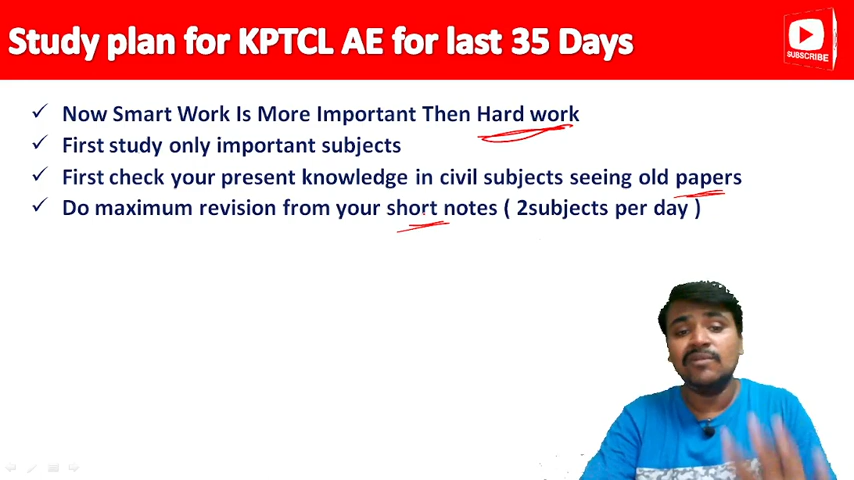 Study plan for KPTCL AE for last 35 Days
SUBSCRIBE
Now Smart Work Is More Important Then Hard work
First study only important subjects
First check your present knowledge in civil subjects seeing old papers
Do maximum revision from your short notes ( 2subjects per day )